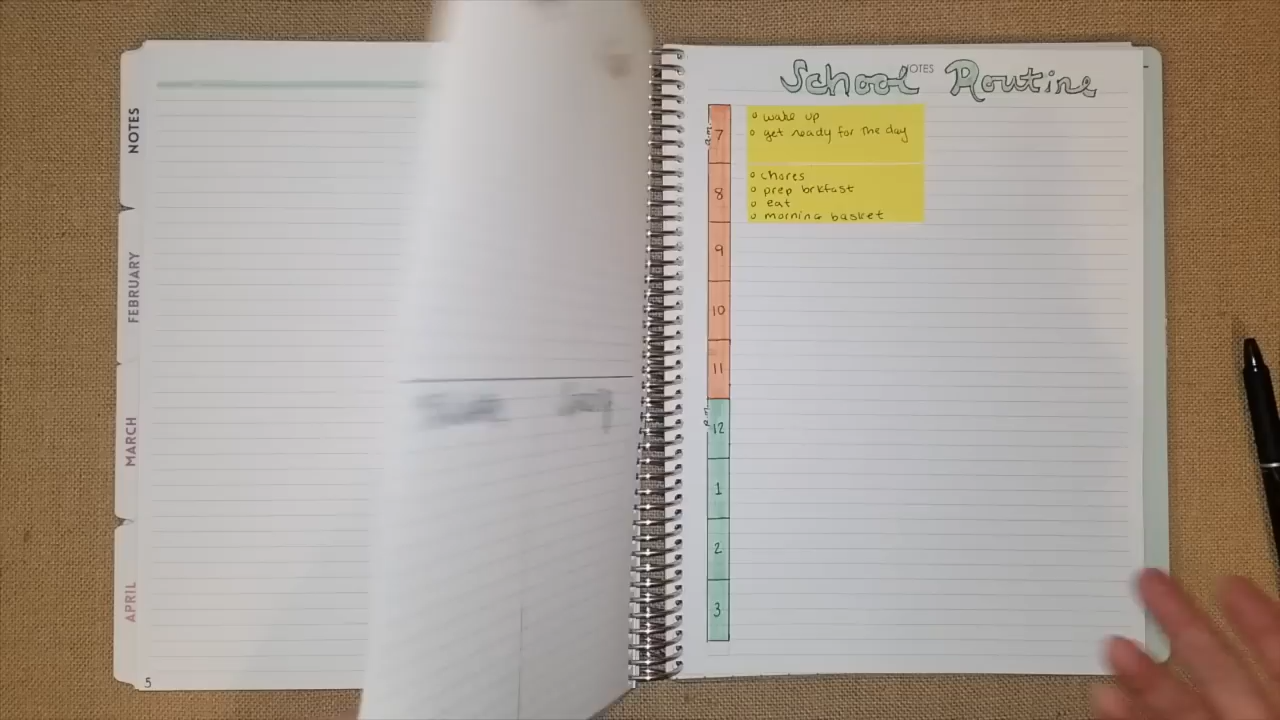 NOTES
FEBRUARY
MARCH
APRIL
5
NOTES
School Routine
a.m.
7
o wake up
o get ready for the day
8
o chores
o prep brkfast
o eat
o morning basket
9
10
11
p.m.
12
1
2
3